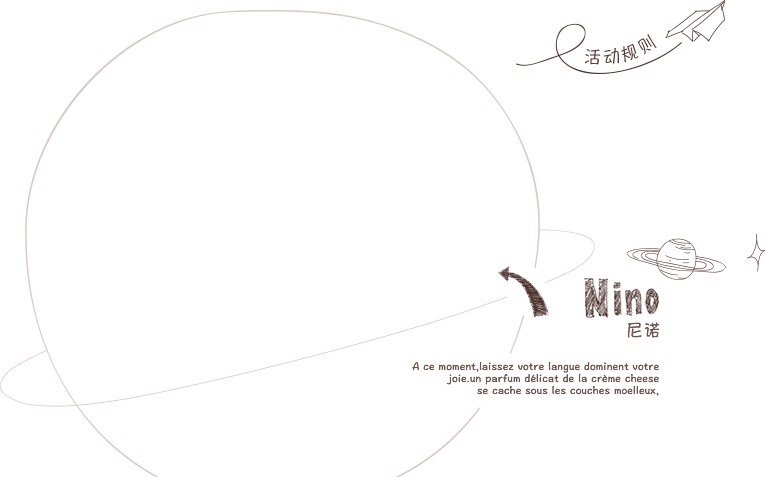 活动规则
Nino
尼诺
A ce moment,laissez votre langue dominent votre
joie.un parfum délicat de la crème cheese
se cache sous les couches moelleux,